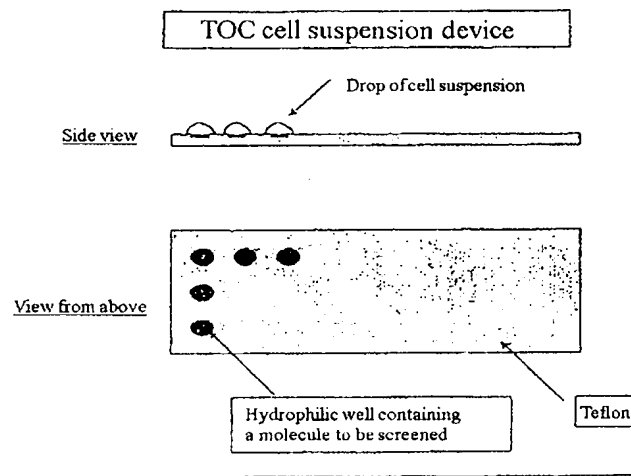 TOC cell suspension device
Drop of cell suspension
Side view
View from above
Hydrophilic well containing
a molecule to be screened
Teflon